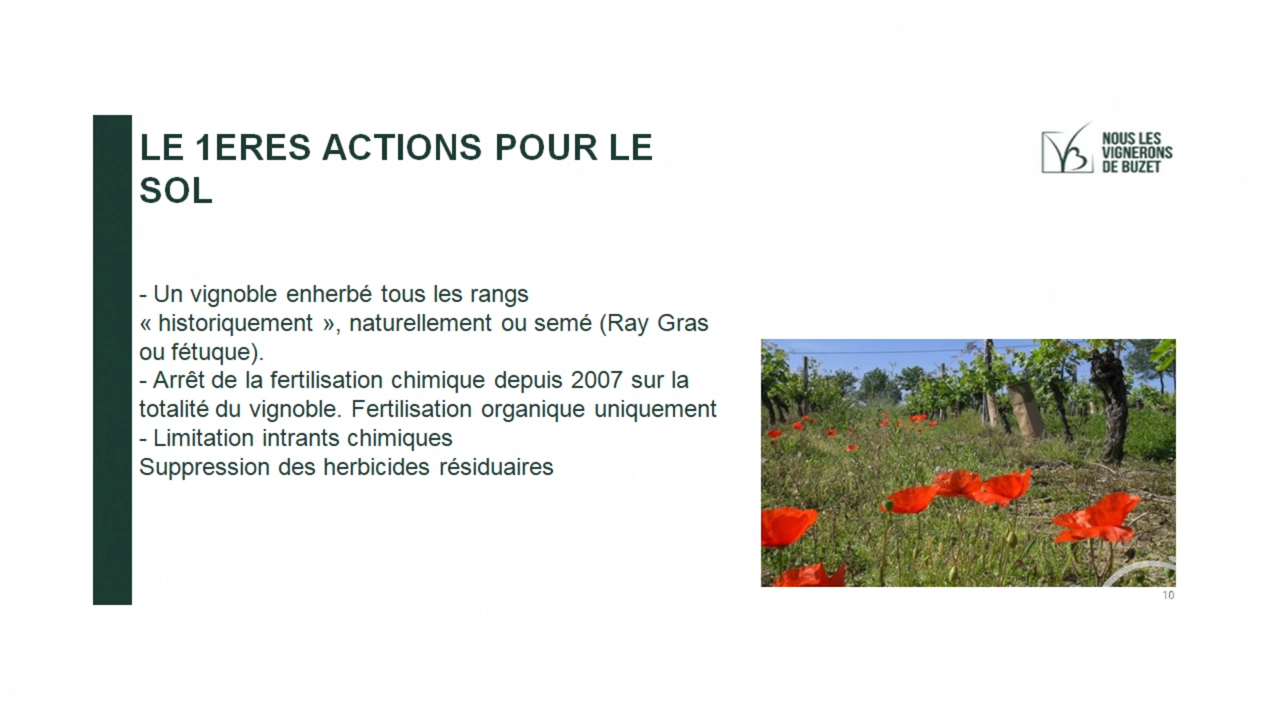 LE 1ERES ACTIONS POUR LE
SOL
NOUS LES
VIGNERONS
DE BUZET
- Un vignoble enherbé tous les rangs
« historiquement », naturellement ou semé (Ray Gras
ou fétuque).
- Arrêt de la fertilisation chimique depuis 2007 sur la
totalité du vignoble. Fertilisation organique uniquement
- Limitation intrants chimiques
Suppression des herbicides résiduaires
10